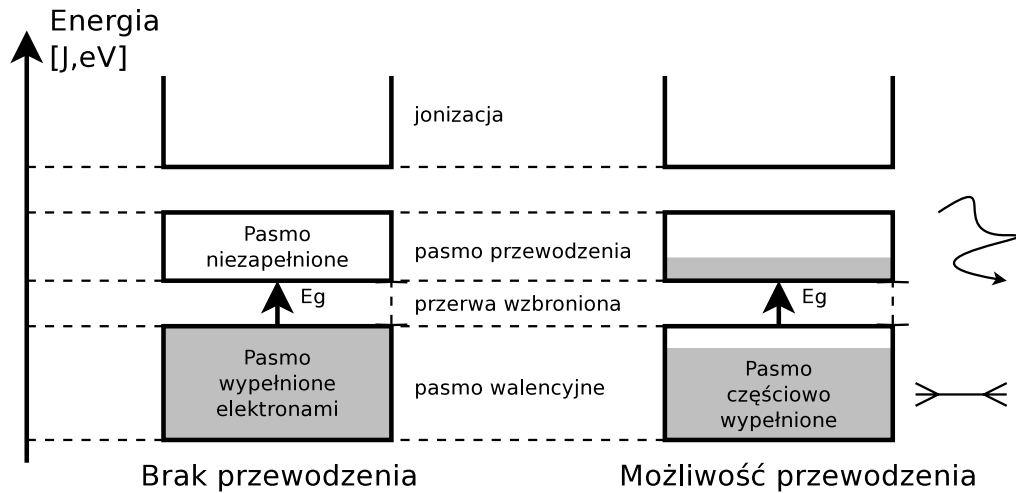 Energia
[J,eV]
jonizacja
Pasmo
niezapełnione
pasmo przewodzenia
Eg
przerwa wzbroniona
Eg
Pasmo
wypełnione
elektronami
pasmo walencyjne
Pasmo
częściowo
wypełnione
Brak przewodzenia
Możliwość przewodzenia